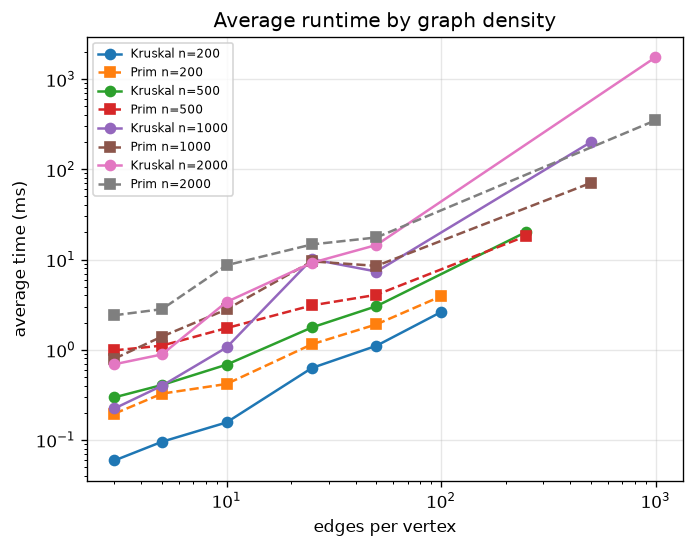 Average runtime by graph density
Kruskal n=200
Prim n=200
Kruskal n=500
Prim n=500
Kruskal n=1000
Prim n=1000
Kruskal n=2000
Prim n=2000
10³
10²
10¹
10⁰
10⁻¹
average time (ms)
10¹ 10² 10³
edges per vertex